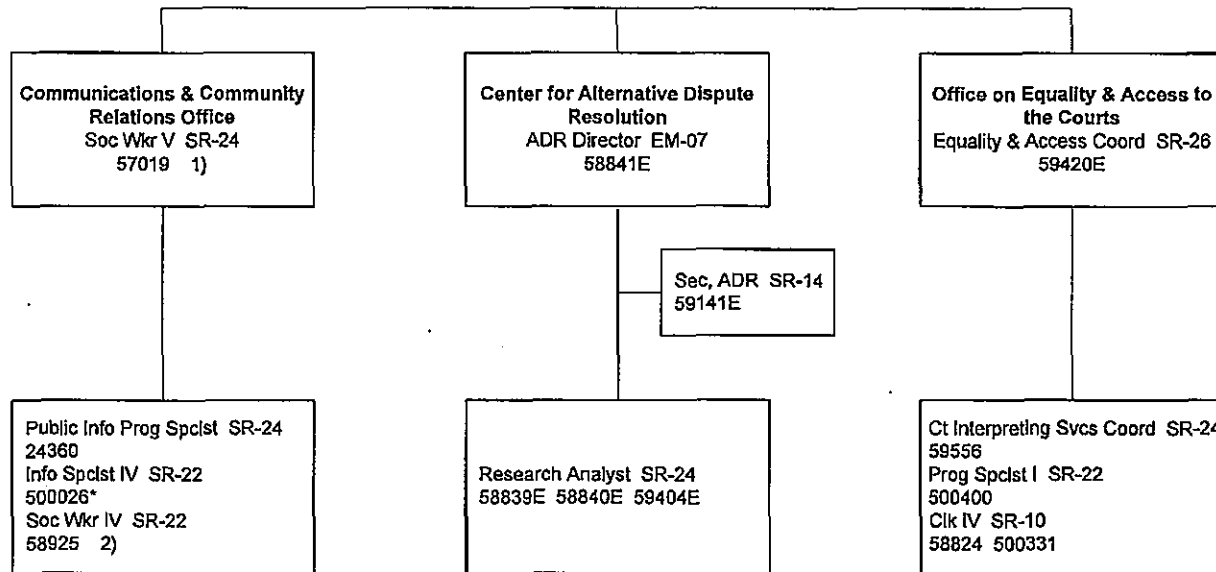 Communications & Community
Relations Office
Soc Wkr V SR-24
57019 1)
Center for Alternative Dispute
Resolution
ADR Director EM-07
58841E
Office on Equality & Access to
the Courts
Equality & Access Coord SR-26
59420E
Sec, ADR SR-14
59141E
Public Info Prog Spclst SR-24
24360
Info Spclst IV SR-22
500026*
Soc Wkr IV SR-22
58925 2)
Research Analyst SR-24
58839E 58840E 59404E
Ct Interpreting Svcs Coord SR-24
59556
Prog Spclst I SR-22
500400
Clk IV SR-10
58824 500331